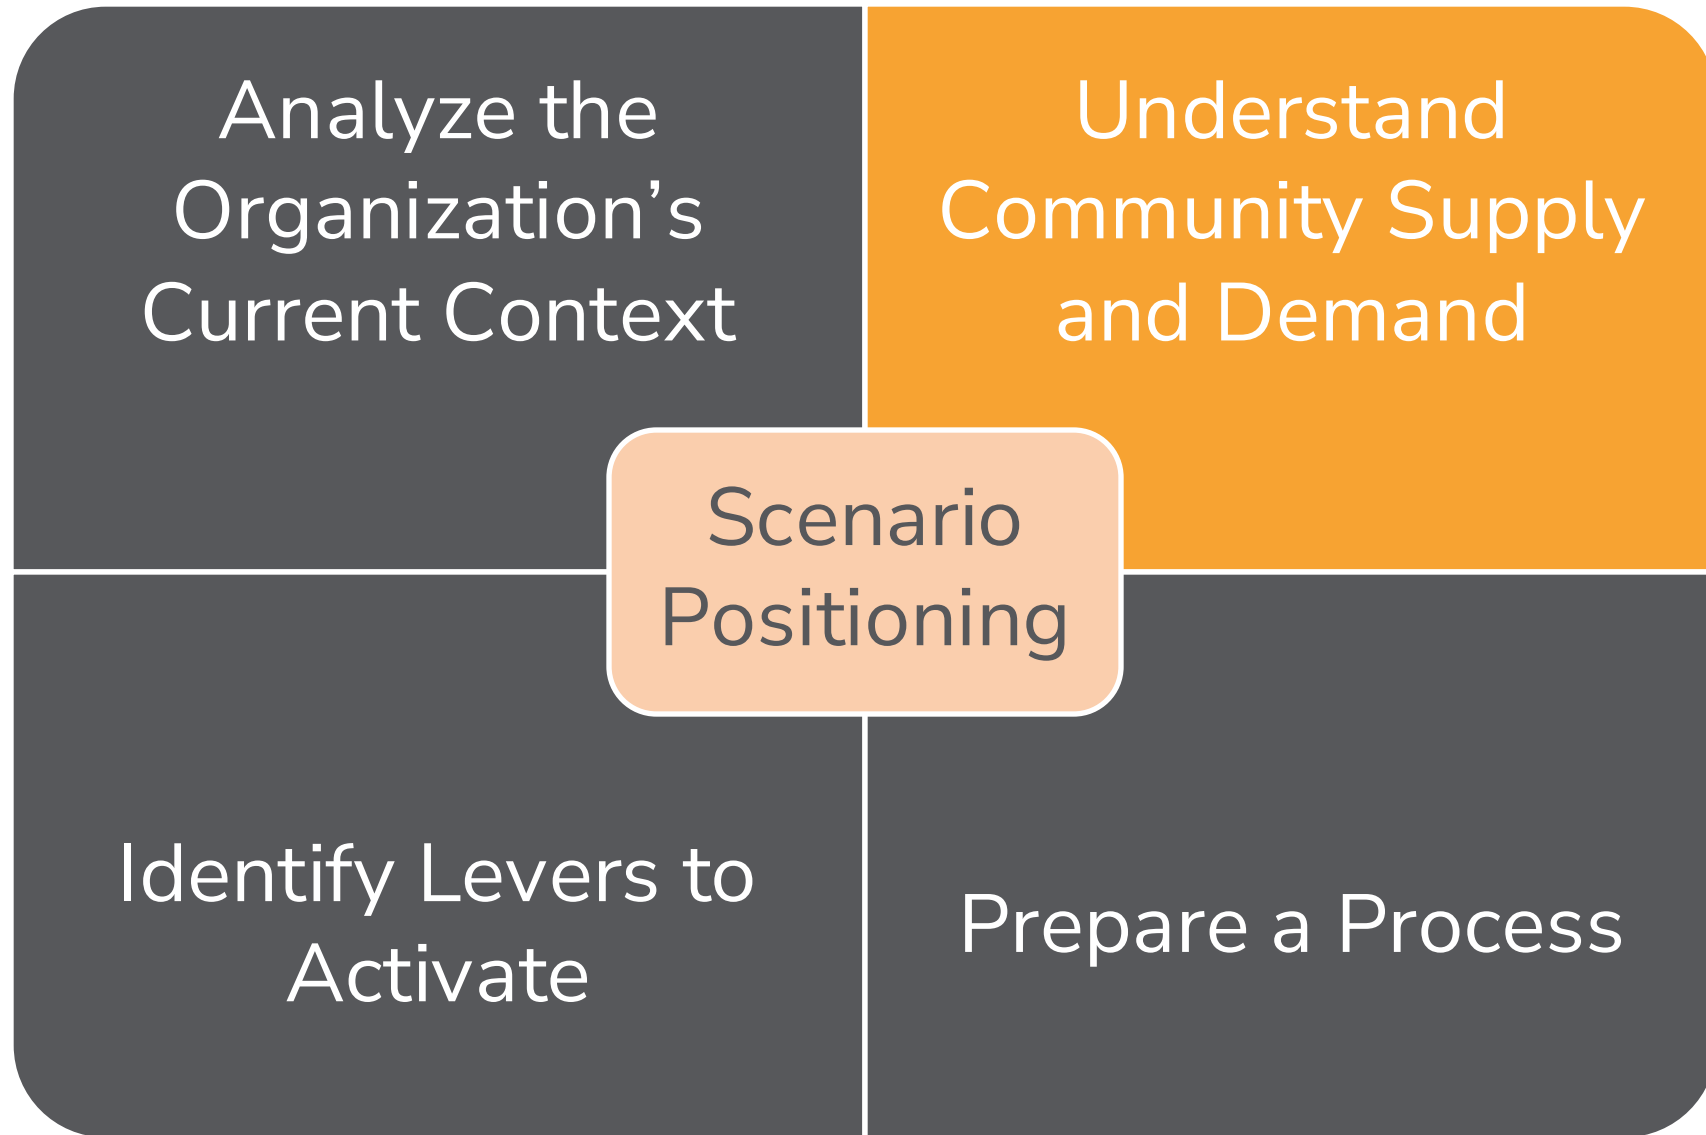 Analyze the
Organization’s
Current Context
Understand
Community Supply
and Demand
Scenario
Positioning
Identify Levers to
Activate
Prepare a Process